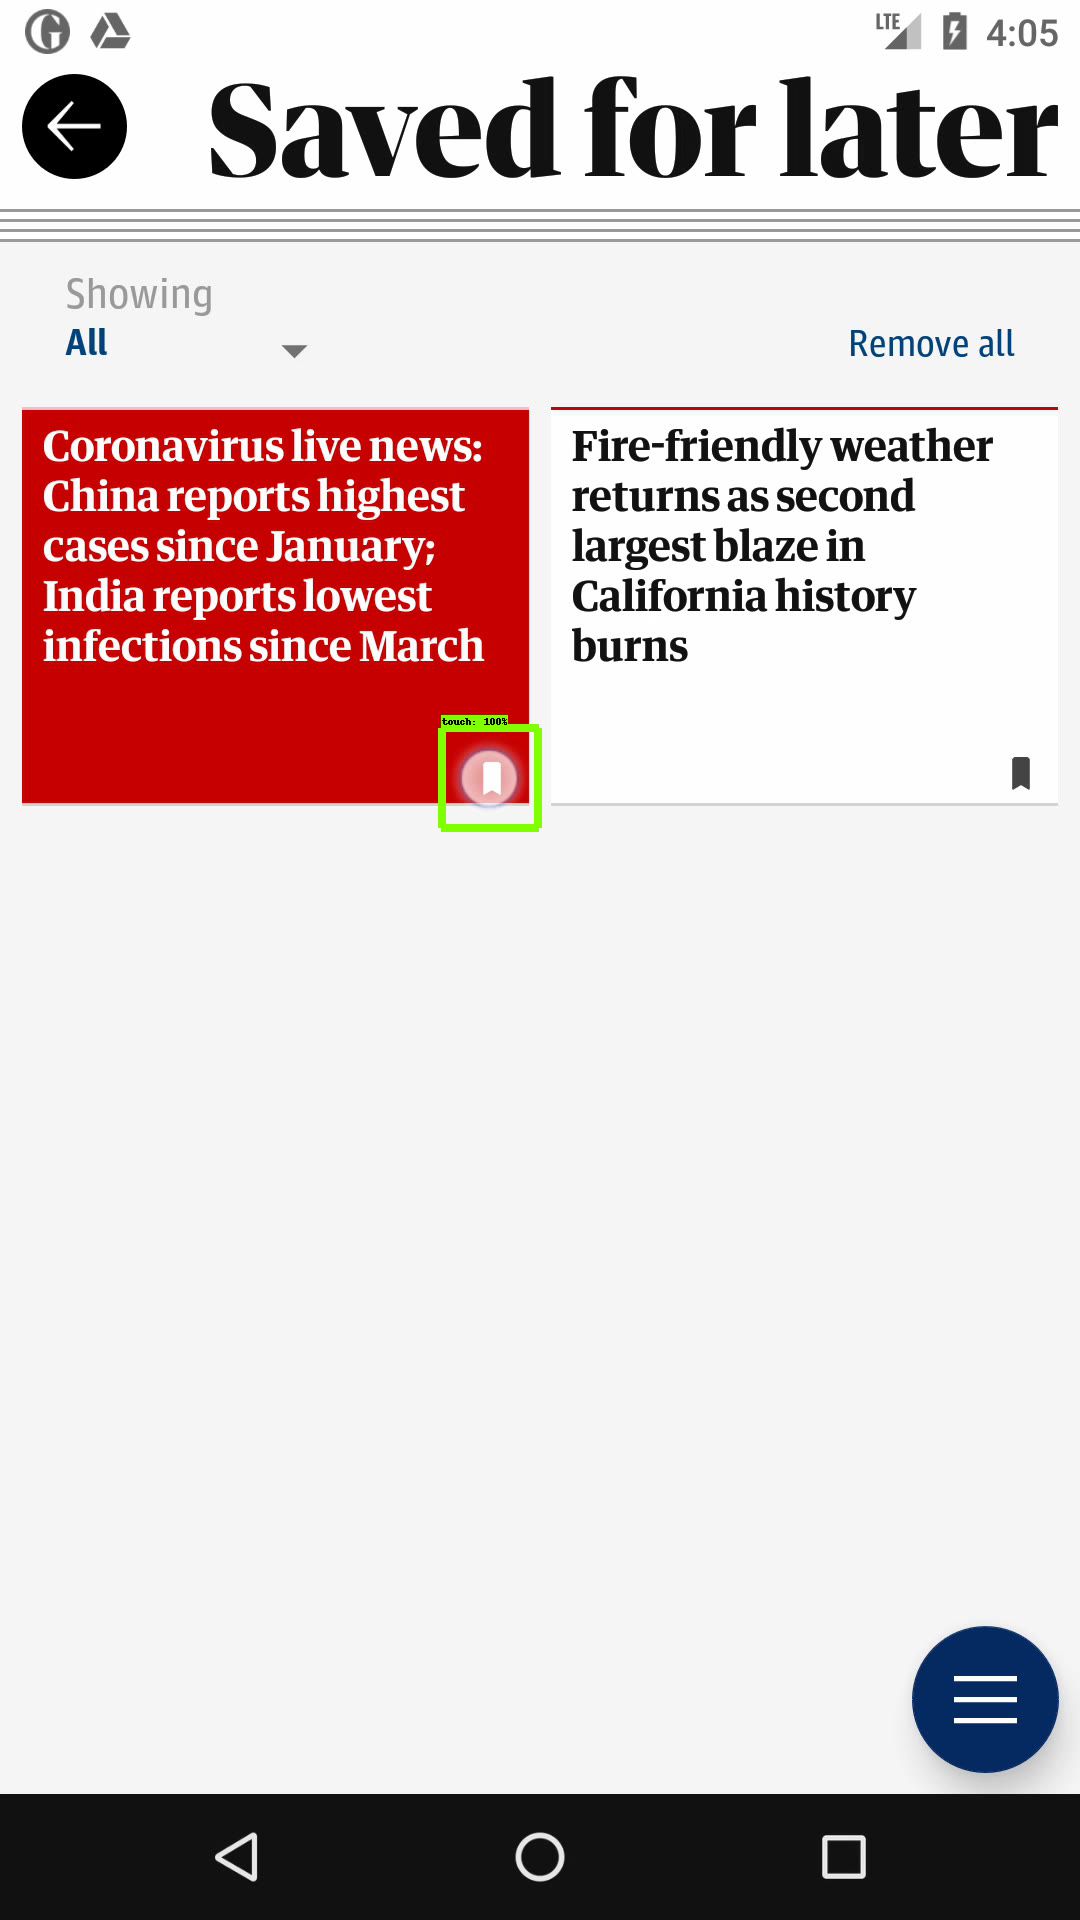 LTE 4:05
Saved for later
Showing
All
Remove all
Coronavirus live news:
China reports highest
cases since January;
India reports lowest
infections since March
Fire-friendly weather
returns as second
largest blaze in
California history
burns
touch: 100%